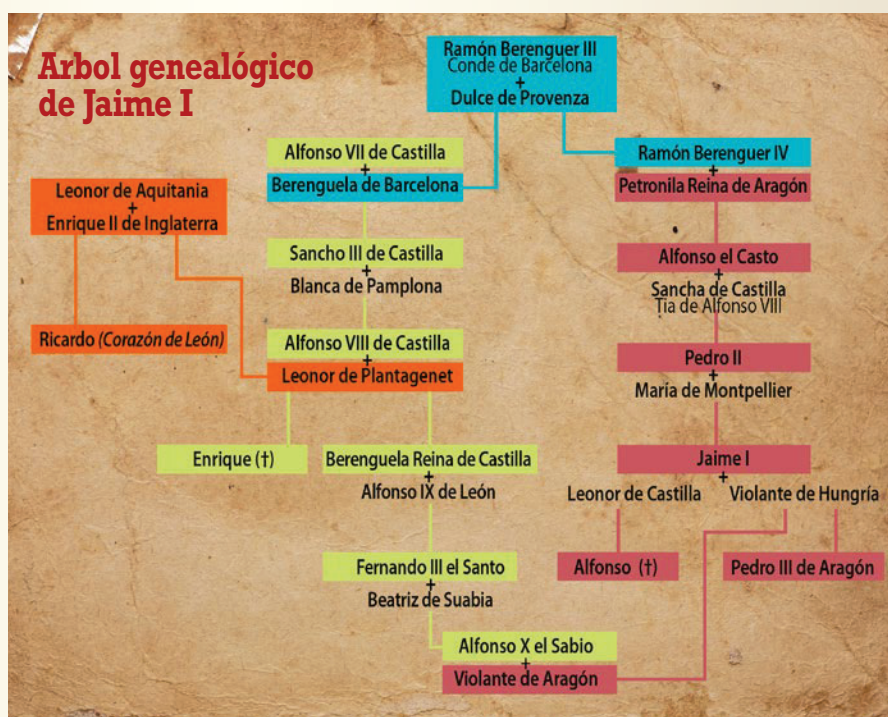 Arbol genealógico
de Jaime I
Ramón Berenguer III
Conde de Barcelona
+
Dulce de Provenza
Alfonso VII de Castilla
+
Berenguela de Barcelona
Ramón Berenguer IV
+
Petronila Reina de Aragón
Leonor de Aquitania
+
Enrique II de Inglaterra
Sancho III de Castilla
+
Blanca de Pamplona
Alfonso el Casto
+
Sancha de Castilla
Tia de Alfonso VIII
Ricardo (Corazón de León)
Alfonso VIII de Castilla
+
Leonor de Plantagenet
Pedro II
+
María de Montpellier
Enrique (†)
Berenguela Reina de Castilla
+
Alfonso IX de León
Jaime I
+
Leonor de Castilla
Violante de Hungría
Fernando III el Santo
+
Beatriz de Suabia
Alfonso (†)
Pedro III de Aragón
Alfonso X el Sabio
+
Violante de Aragón